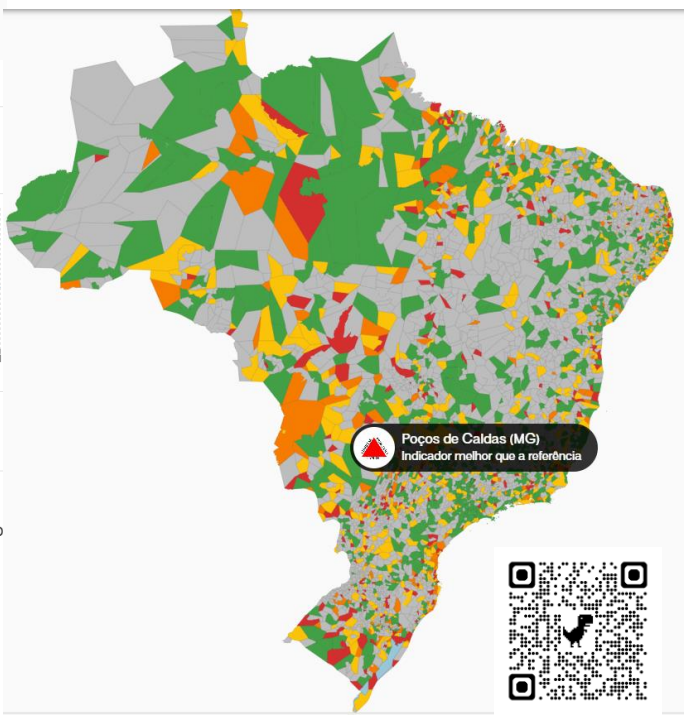 Poços de Caldas (MG)
Indicador melhor que a referência